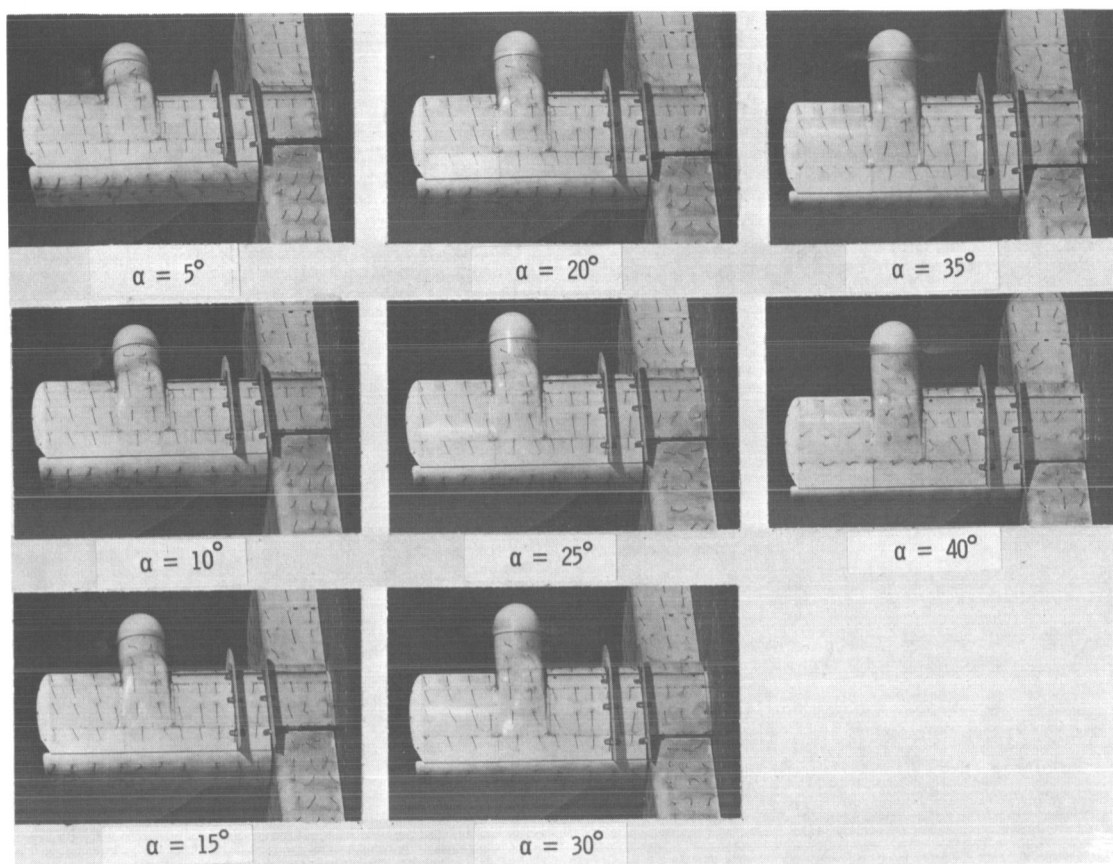 α = 5°
α = 20°
α = 35°
α = 10°
α = 25°
α = 40°
α = 15°
α = 30°